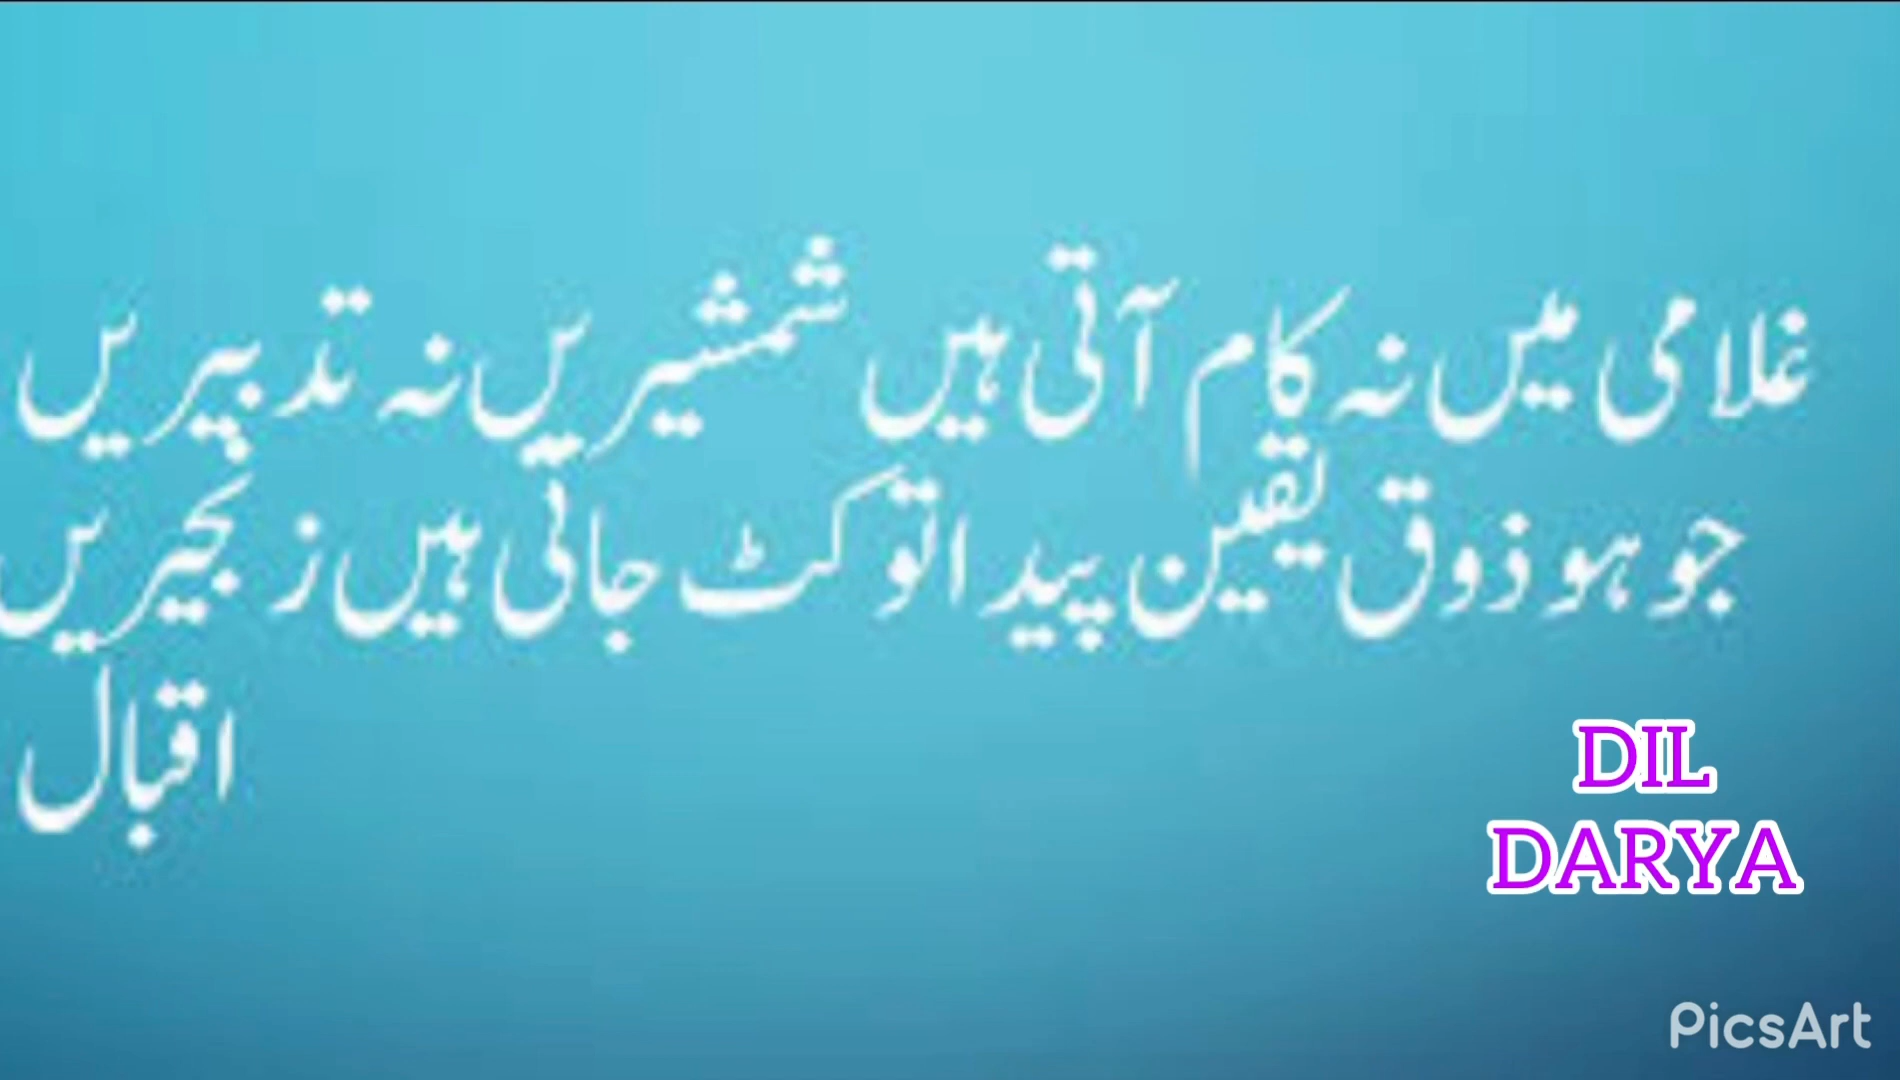 غلامی میں نہ کام آتی ہیں شمشیریں نہ تدبیریں
جو ہو ذوق یقین پیدا تو کٹ جاتی ہیں زنجیریں
اقبال
DIL
DARYA
PicsArt